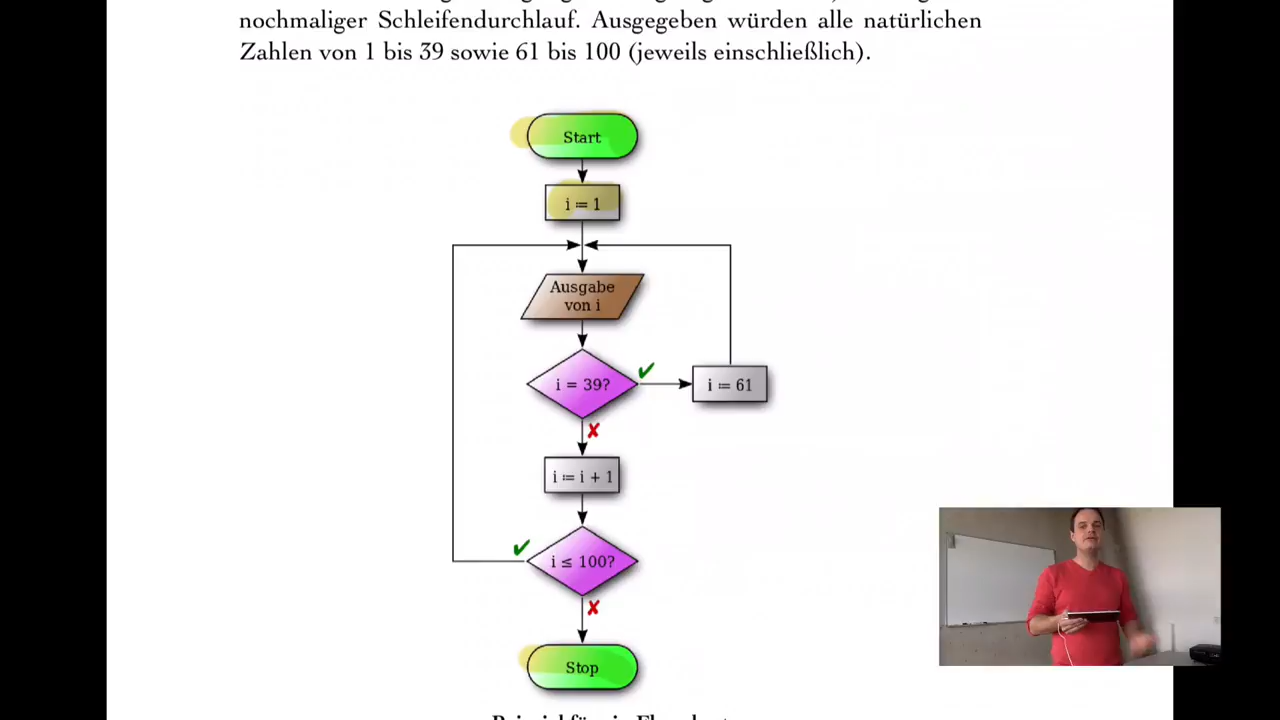 nochmaliger Schleifendurchlauf. Ausgegeben würden alle natürlichen
Zahlen von 1 bis 39 sowie 61 bis 100 (jeweils einschließlich).
Start
i ≔ 1
Ausgabe
von i
i = 39?
i ≔ 61
i ≔ i + 1
i ≤ 100?
Stop